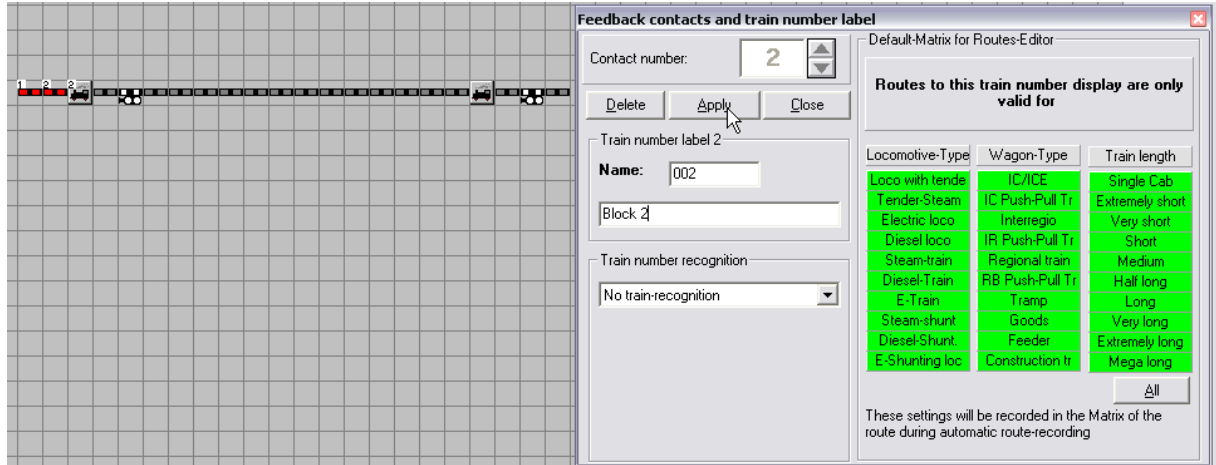 1 2 2
Feedback contacts and train number label
Contact number:
2
Delete Apply Close
Train number label 2
Name:
002
Block 2
Train number recognition
No train-recognition
Default-Matrix for Routes-Editor
Routes to this train number display are only
valid for
Locomotive-Type Wagon-Type Train length
Loco with tende IC/ICE Single Cab
Tender-Steam IC Push-Pull Tr Extremely short
Electric loco Interregio Very short
Diesel loco IR Push-Pull Tr Short
Steam-train Regional train Medium
Diesel-Train RB Push-Pull Tr Half long
E-Train Tramp Long
Steam-shunt Goods Very long
Diesel-Shunt. Feeder Extremely long
E-Shunting loc Construction tr Mega long
All
These settings will be recorded in the Matrix of the
route during automatic route-recording